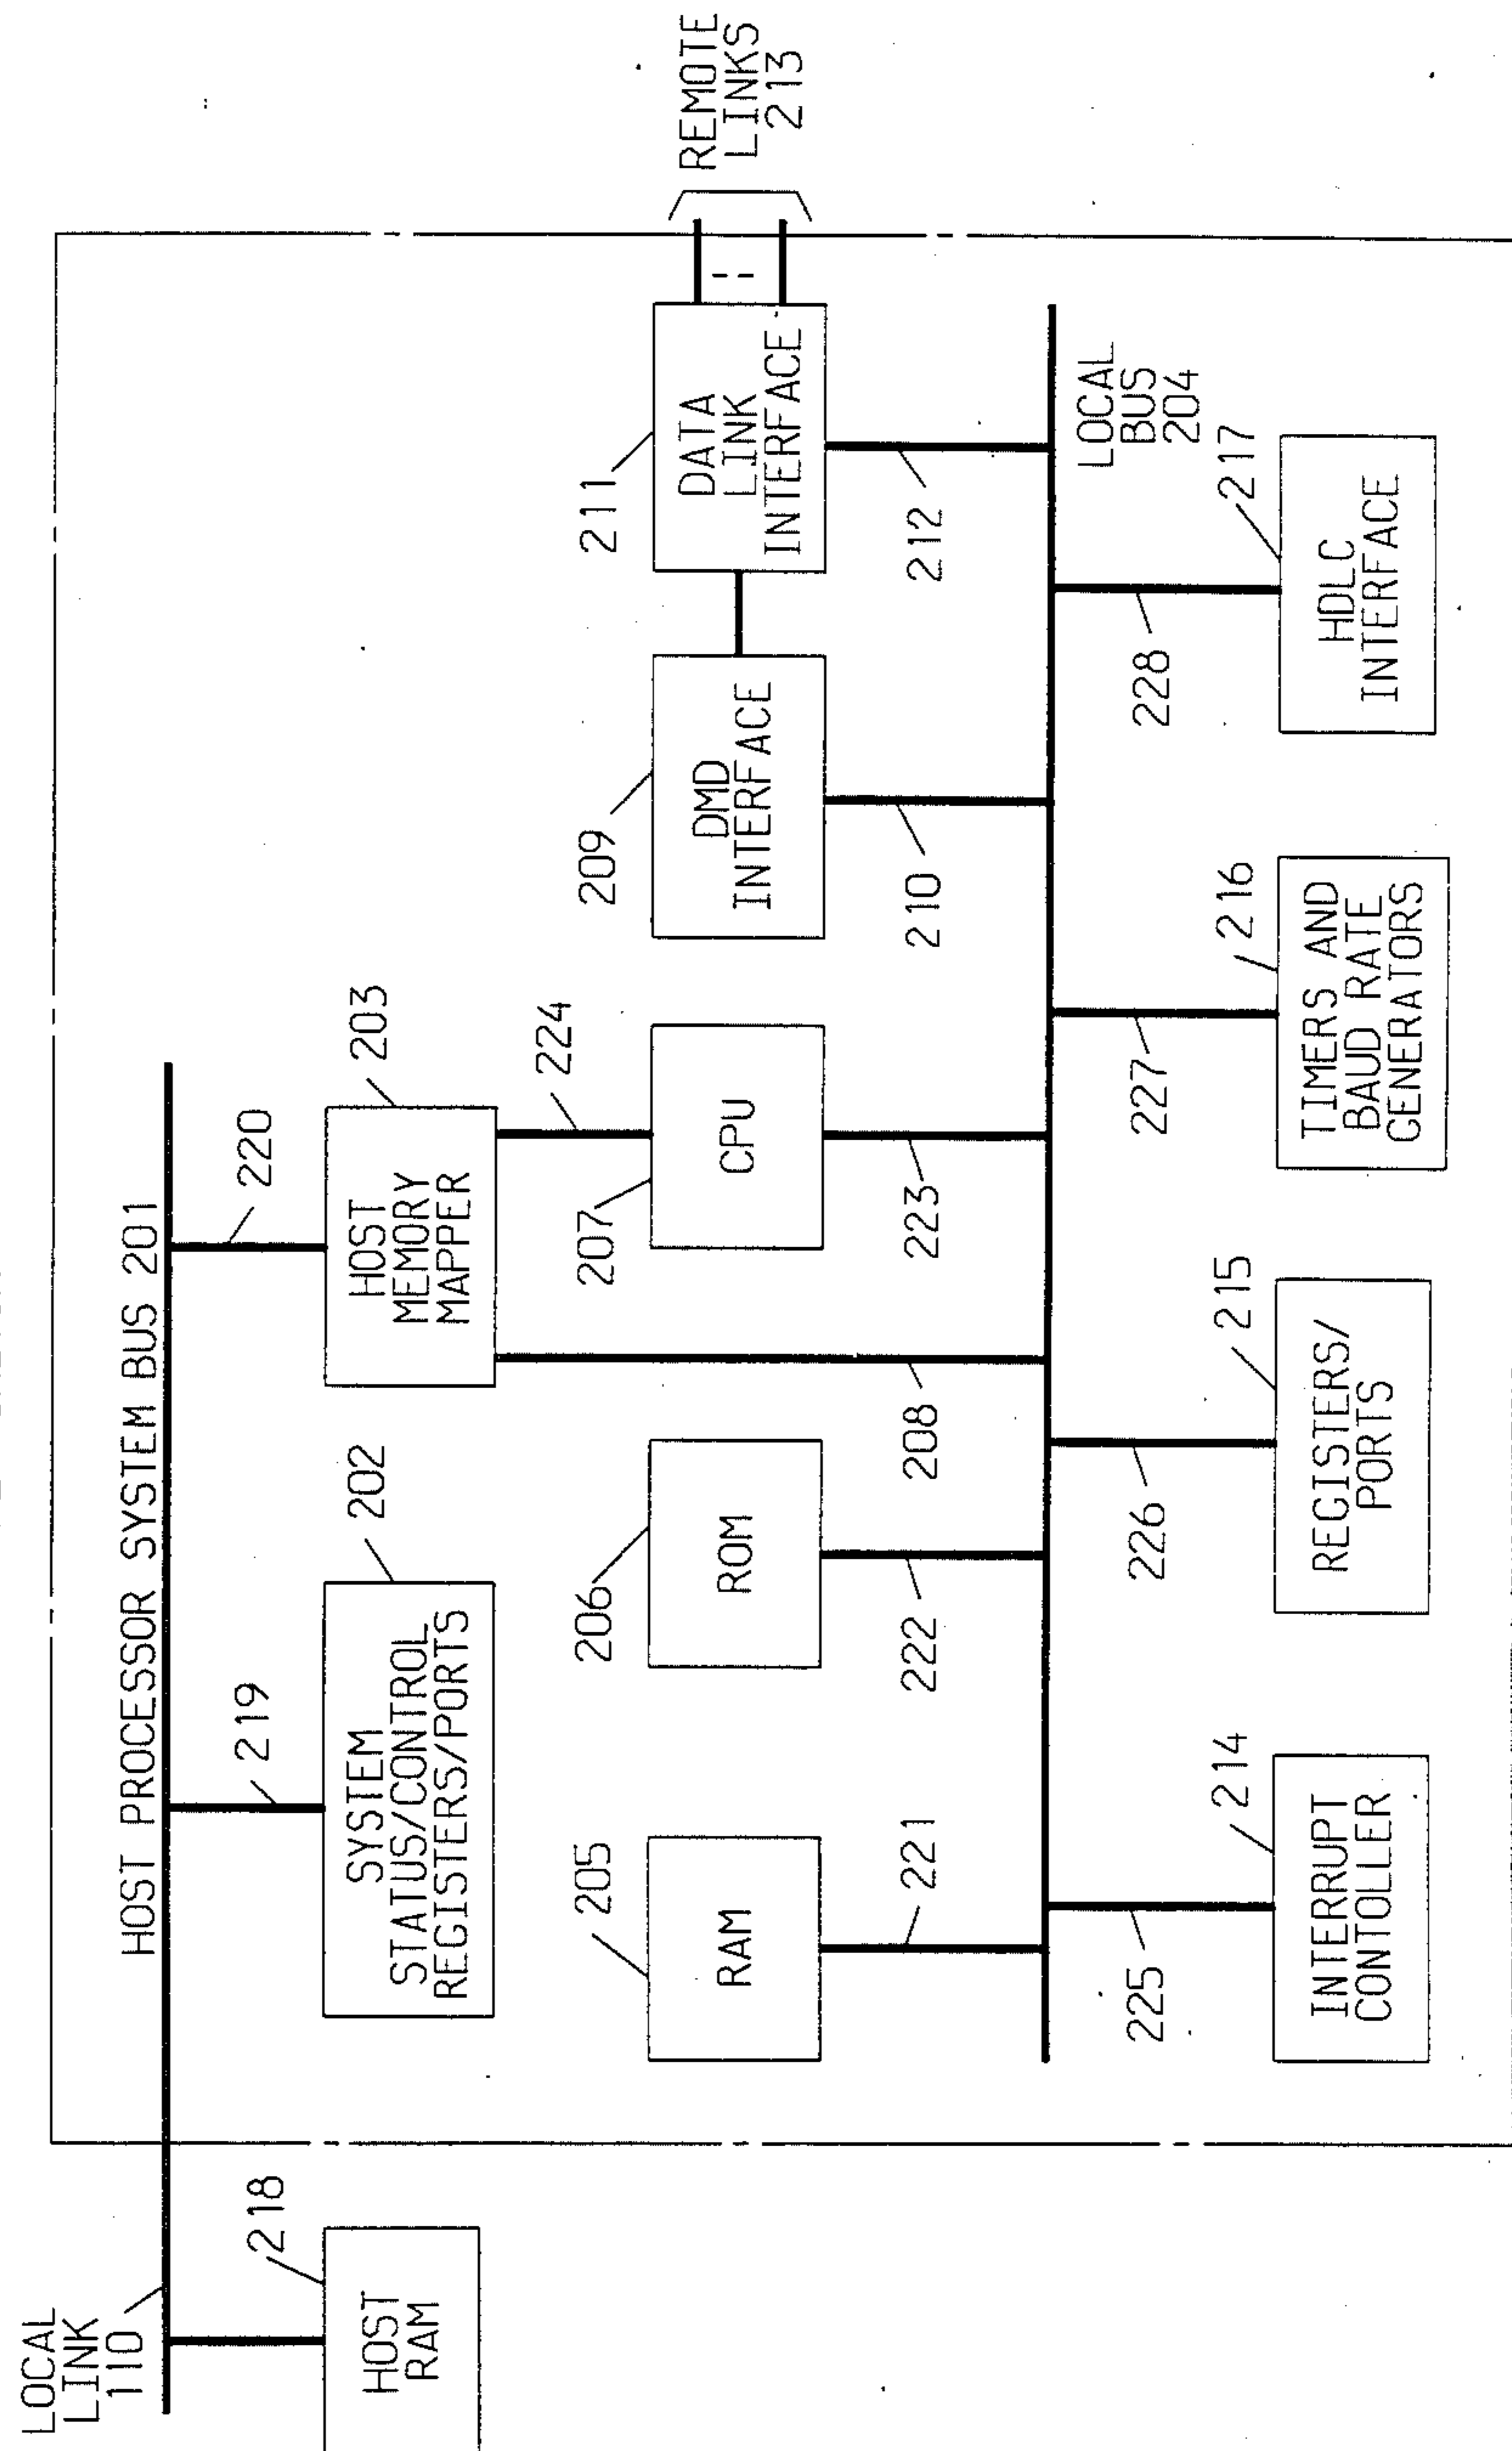 LOCAL
LINK
110
HOST PROCESSOR SYSTEM BUS 201
218
HOST
RAM
219
202
SYSTEM
STATUS/CONTROL
REGISTERS/PORTS
220
203
HOST
MEMORY
MAPPER
224
205
RAM
221
206
ROM
222
208
207
CPU
223
209
DMD
INTERFACE
210
211
DATA
LINK
INTERFACE
212
REMOTE
LINKS
213
LOCAL
BUS
204
225
214
INTERRUPT
CONTOLLER
226
215
REGISTERS/
PORTS
227
216
TIMERS AND
BAUD RATE
GENERATORS
228
217
HDLC
INTERFACE